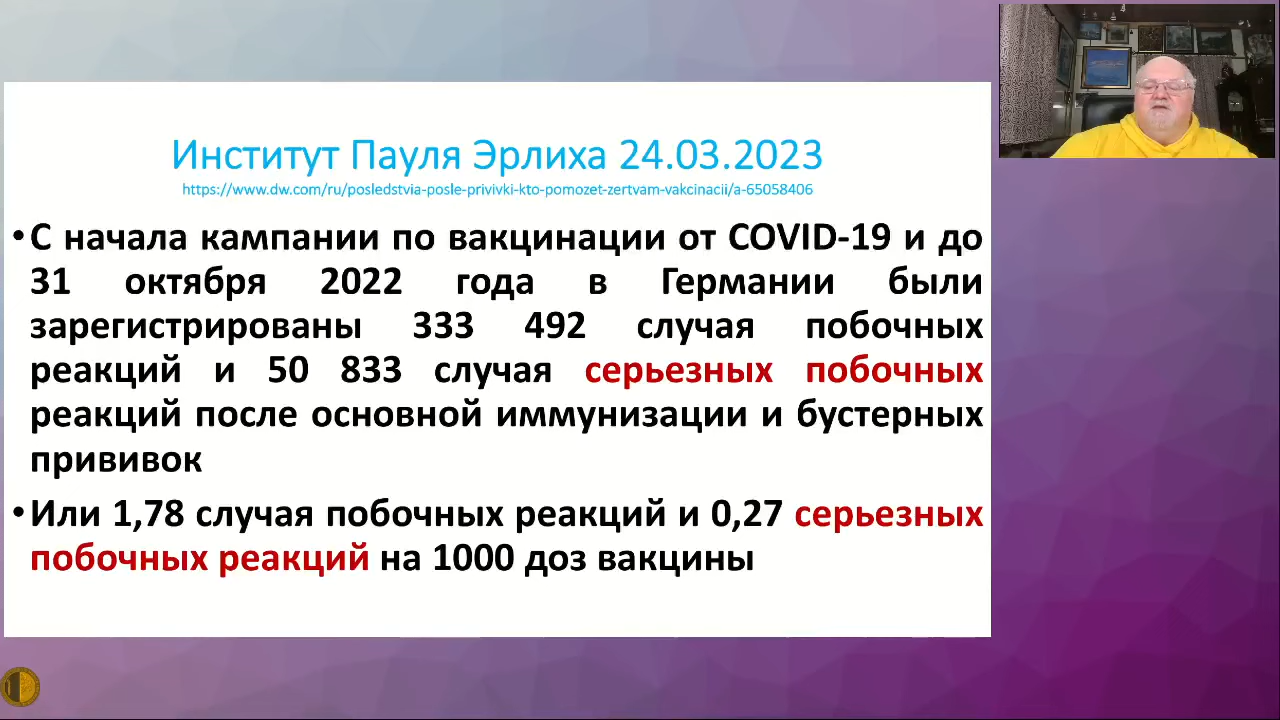 Институт Пауля Эрлиха 24.03.2023
https://www.dw.com/ru/posledstvia-posle-privivki-kto-pomozet-zertvam-vakcinacii/a-65058406
•С начала кампании по вакцинации от COVID-19 и до
31 октября 2022 года в Германии были
зарегистрированы 333 492 случая побочных
реакций и 50 833 случая серьезных побочных
реакций после основной иммунизации и бустерных
прививок
•Или 1,78 случая побочных реакций и 0,27 серьезных
побочных реакций на 1000 доз вакцины